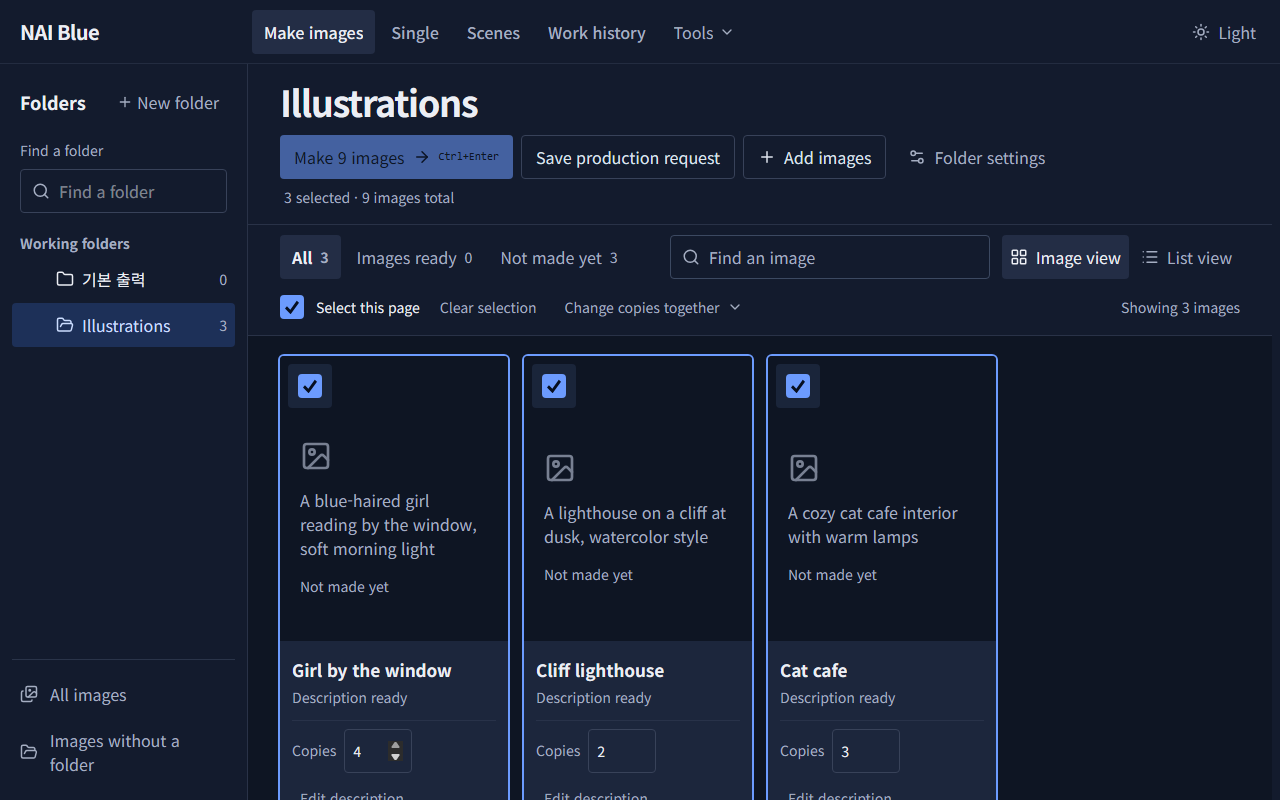 NAI Blue
Make images
Single
Scenes
Work history
Tools
Light
Folders
New folder
Find a folder
Find a folder
Working folders
기본 출력 0
Illustrations 3
All images
Images without a
folder
Illustrations
Make 9 images Ctrl+Enter
Save production request
Add images
Folder settings
3 selected · 9 images total
All 3
Images ready 0
Not made yet 3
Find an image
Image view
List view
Select this page
Clear selection
Change copies together
Showing 3 images
A blue-haired girl
reading by the window,
soft morning light
Not made yet
Girl by the window
Description ready
Copies 4
Edit description
A lighthouse on a cliff at
dusk, watercolor style
Not made yet
Cliff lighthouse
Description ready
Copies 2
Edit description
A cozy cat cafe interior
with warm lamps
Not made yet
Cat cafe
Description ready
Copies 3
Edit description